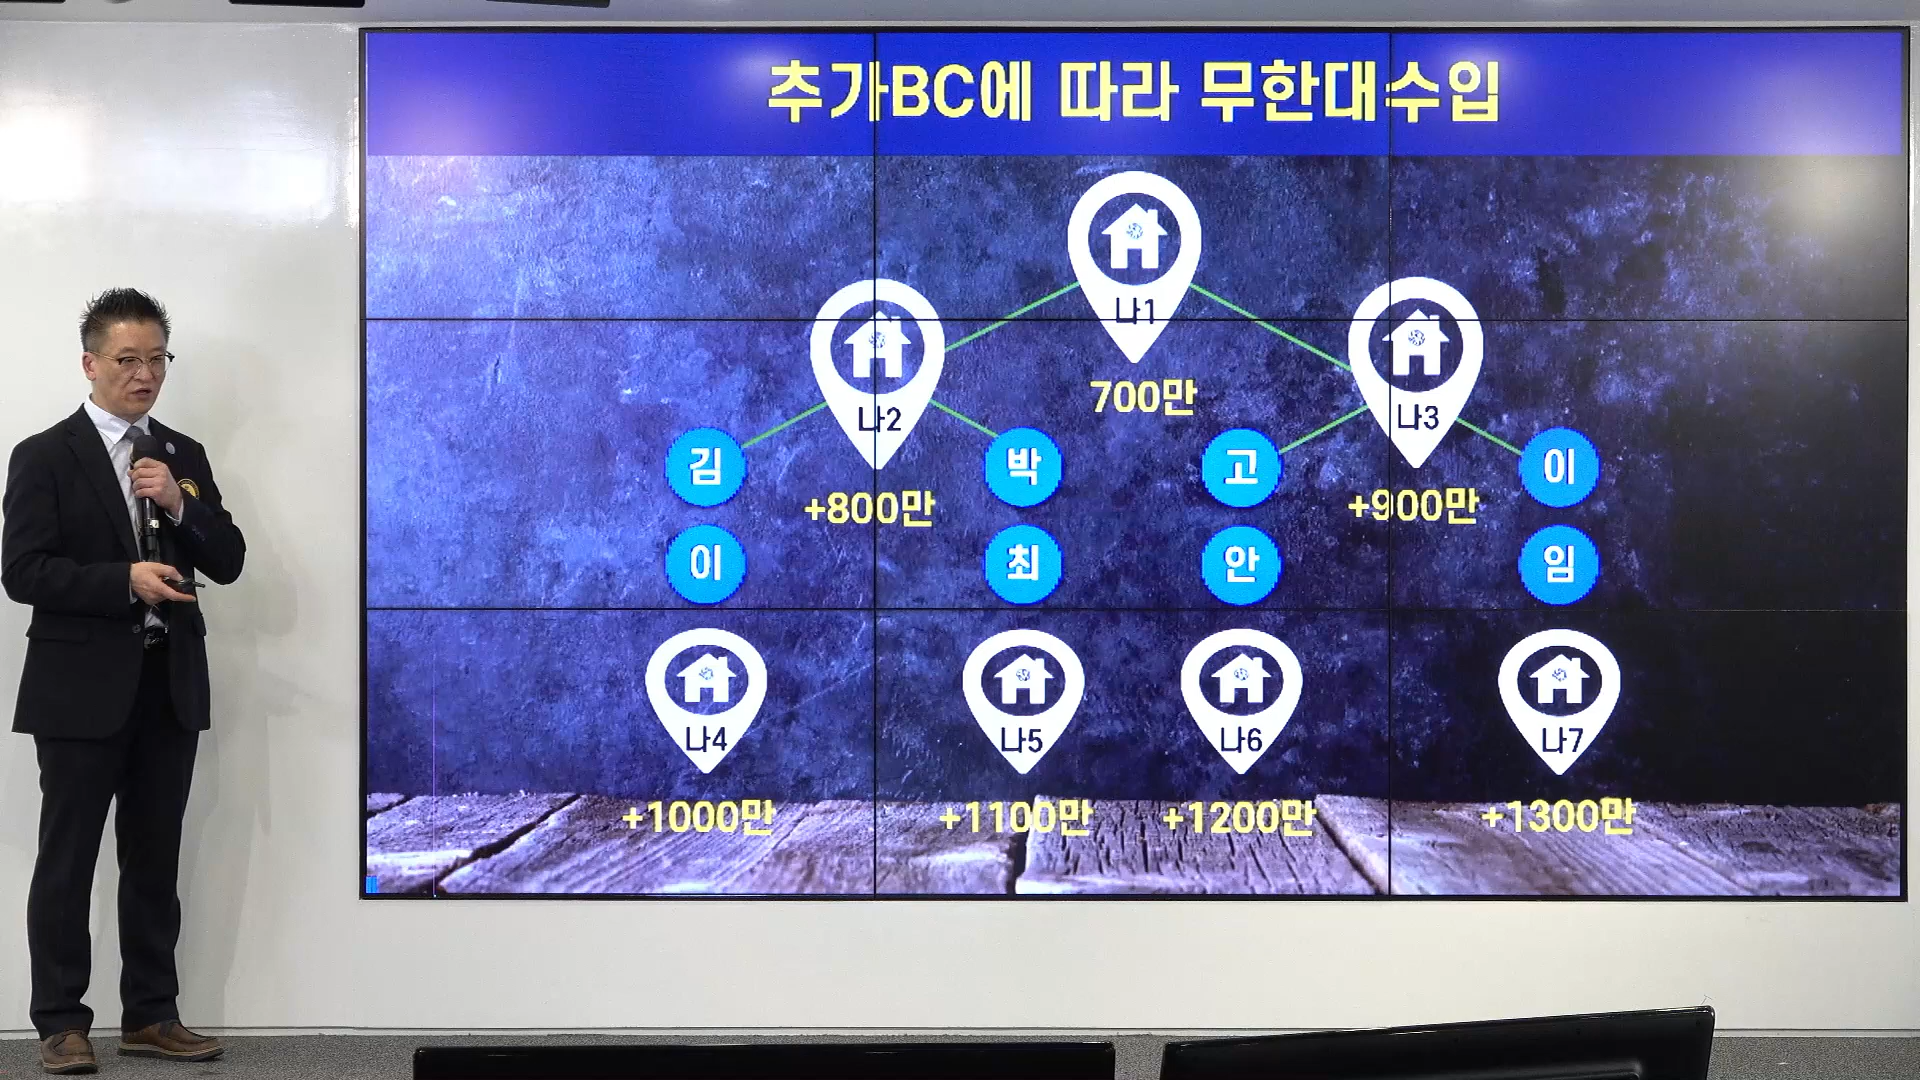 추가BC에 따라 무한대수입
나1
700만
나2
+800만
나3
+900만
김
박
고
이
이
최
안
임
나4
나5
나6
나7
+1000만
+1100만
+1200만
+1300만